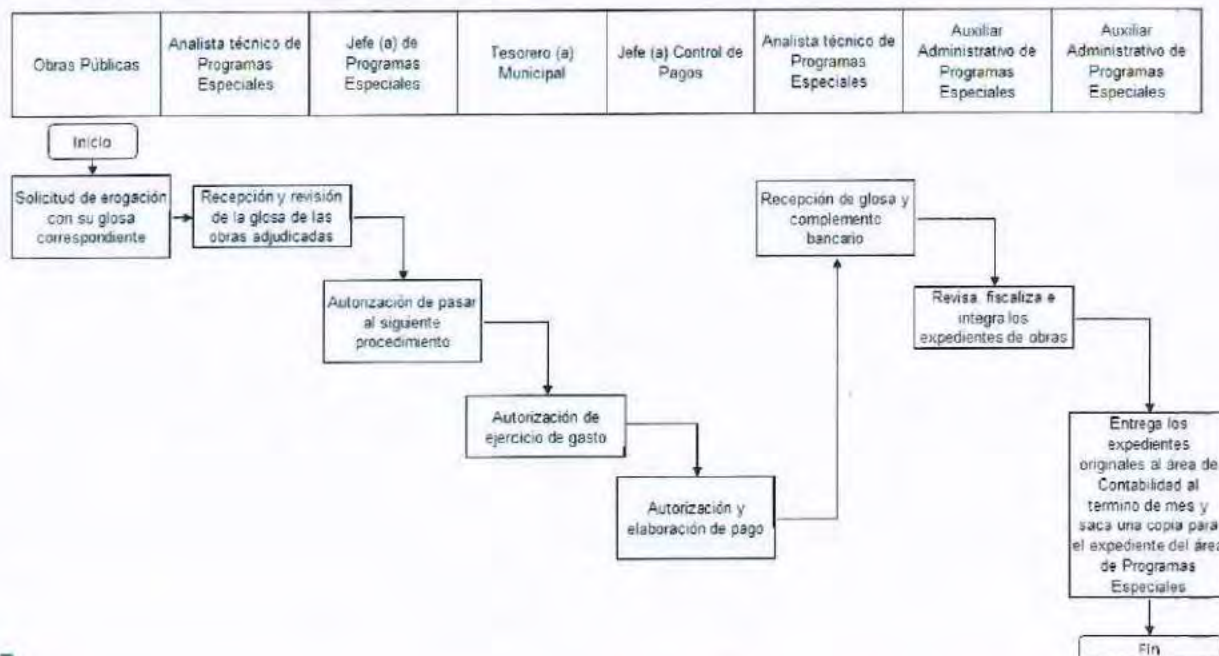 Obras Públicas
Analista técnico de
Programas
Especiales
Jefe (a) de
Programas
Especiales
Tesorero (a)
Municipal
Jefe (a) Control de
Pagos
Analista técnico de
Programas
Especiales
Auxiliar
Administrativo de
Programas
Especiales
Auxiliar
Administrativo de
Programas
Especiales
Inicio
Solicitud de erogación
con su glosa
correspondiente
Recepción y revisión
de la glosa de las
obras adjudicadas
Autorización de pasar
al siguiente
procedimiento
Autorización de
ejercicio de gasto
Autorización y
elaboración de pago
Recepción de glosa y
complemento
bancario
Revisa, fiscaliza e
integra los
expedientes de obras
Entrega los
expedientes
originales al área de
Contabilidad al
termino de mes y
saca una copia para
el expediente del área
de Programas
Especiales
Fin